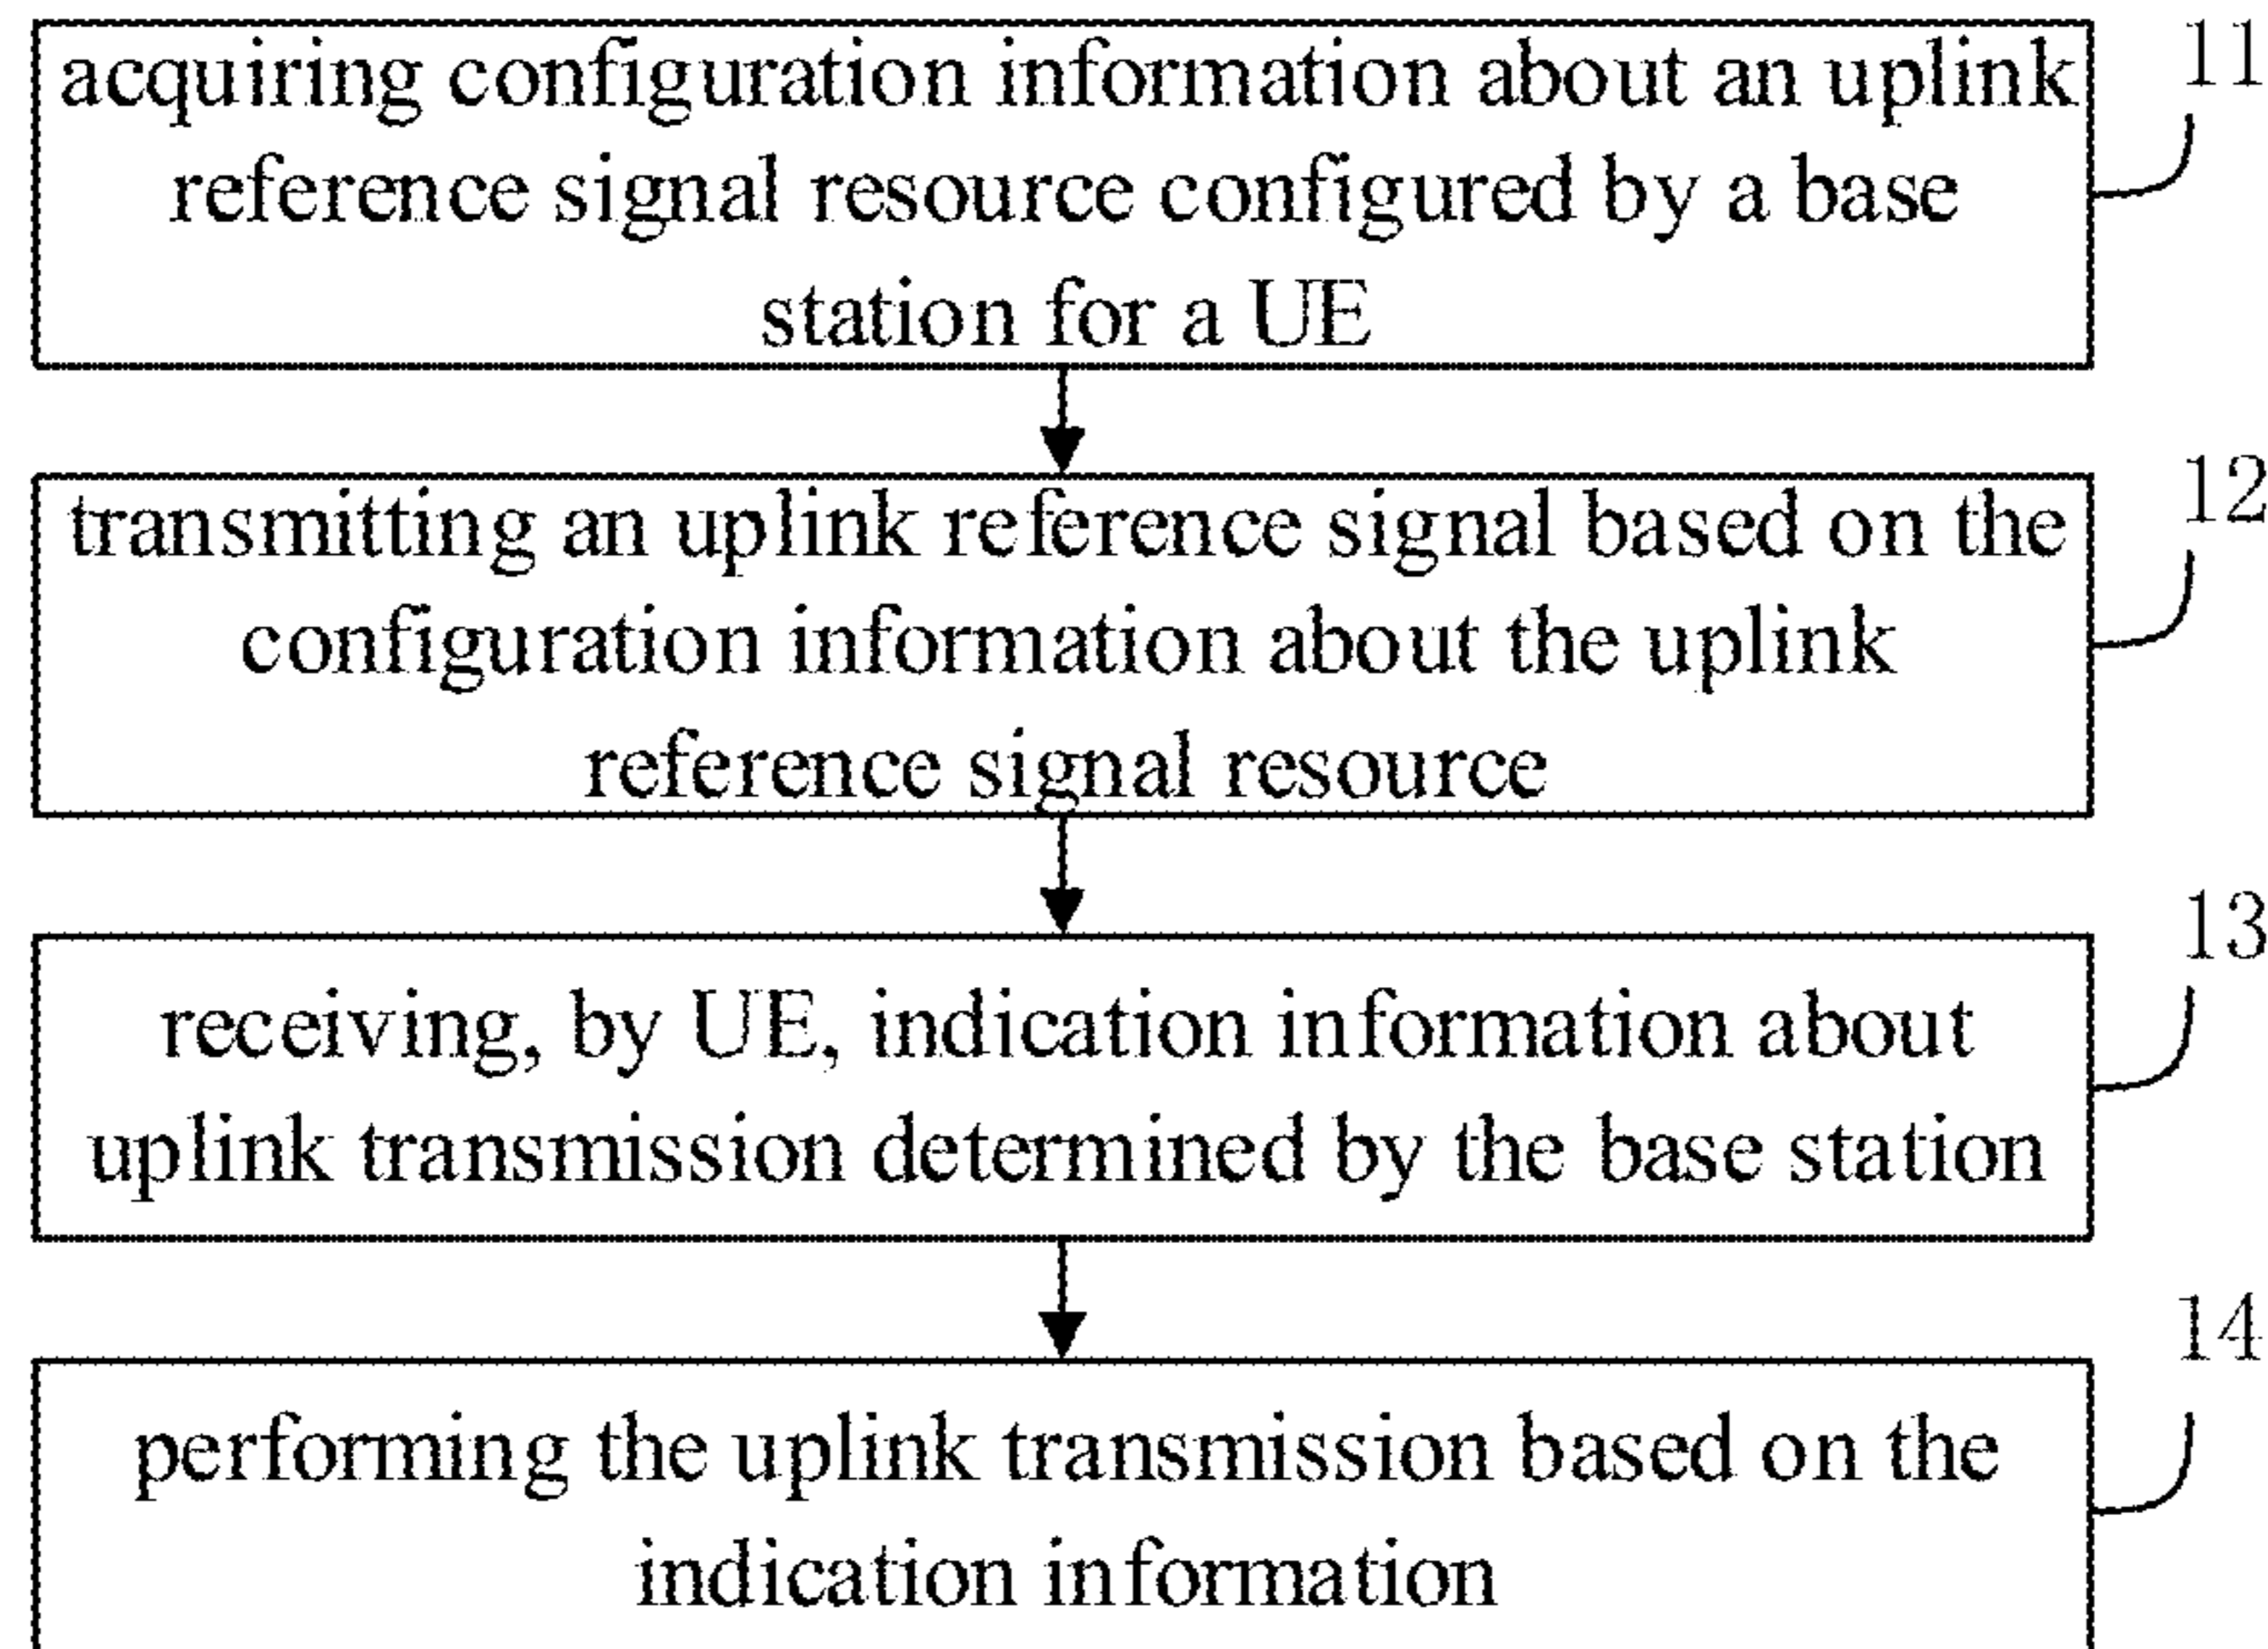 acquiring configuration information about an uplink
reference signal resource configured by a base
station for a UE
11
transmitting an uplink reference signal based on the
configuration information about the uplink
reference signal resource
12
receiving, by UE, indication information about
uplink transmission determined by the base station
13
performing the uplink transmission based on the
indication information
14